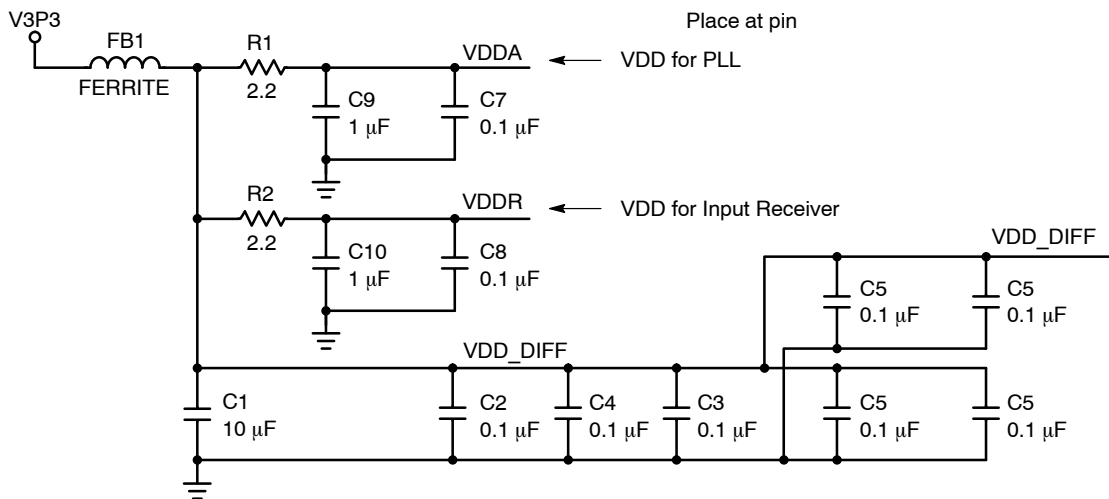 V3P3
Place at pin
FB1
FERRITE
R1
2.2
VDDA
VDD for PLL
C9
1 μF
C7
0.1 μF
R2
2.2
VDDR
VDD for Input Receiver
C10
1 μF
C8
0.1 μF
VDD_DIFF
C5
0.1 μF
C5
0.1 μF
VDD_DIFF
C1
10 μF
C2
0.1 μF
C4
0.1 μF
C3
0.1 μF
C5
0.1 μF
C5
0.1 μF